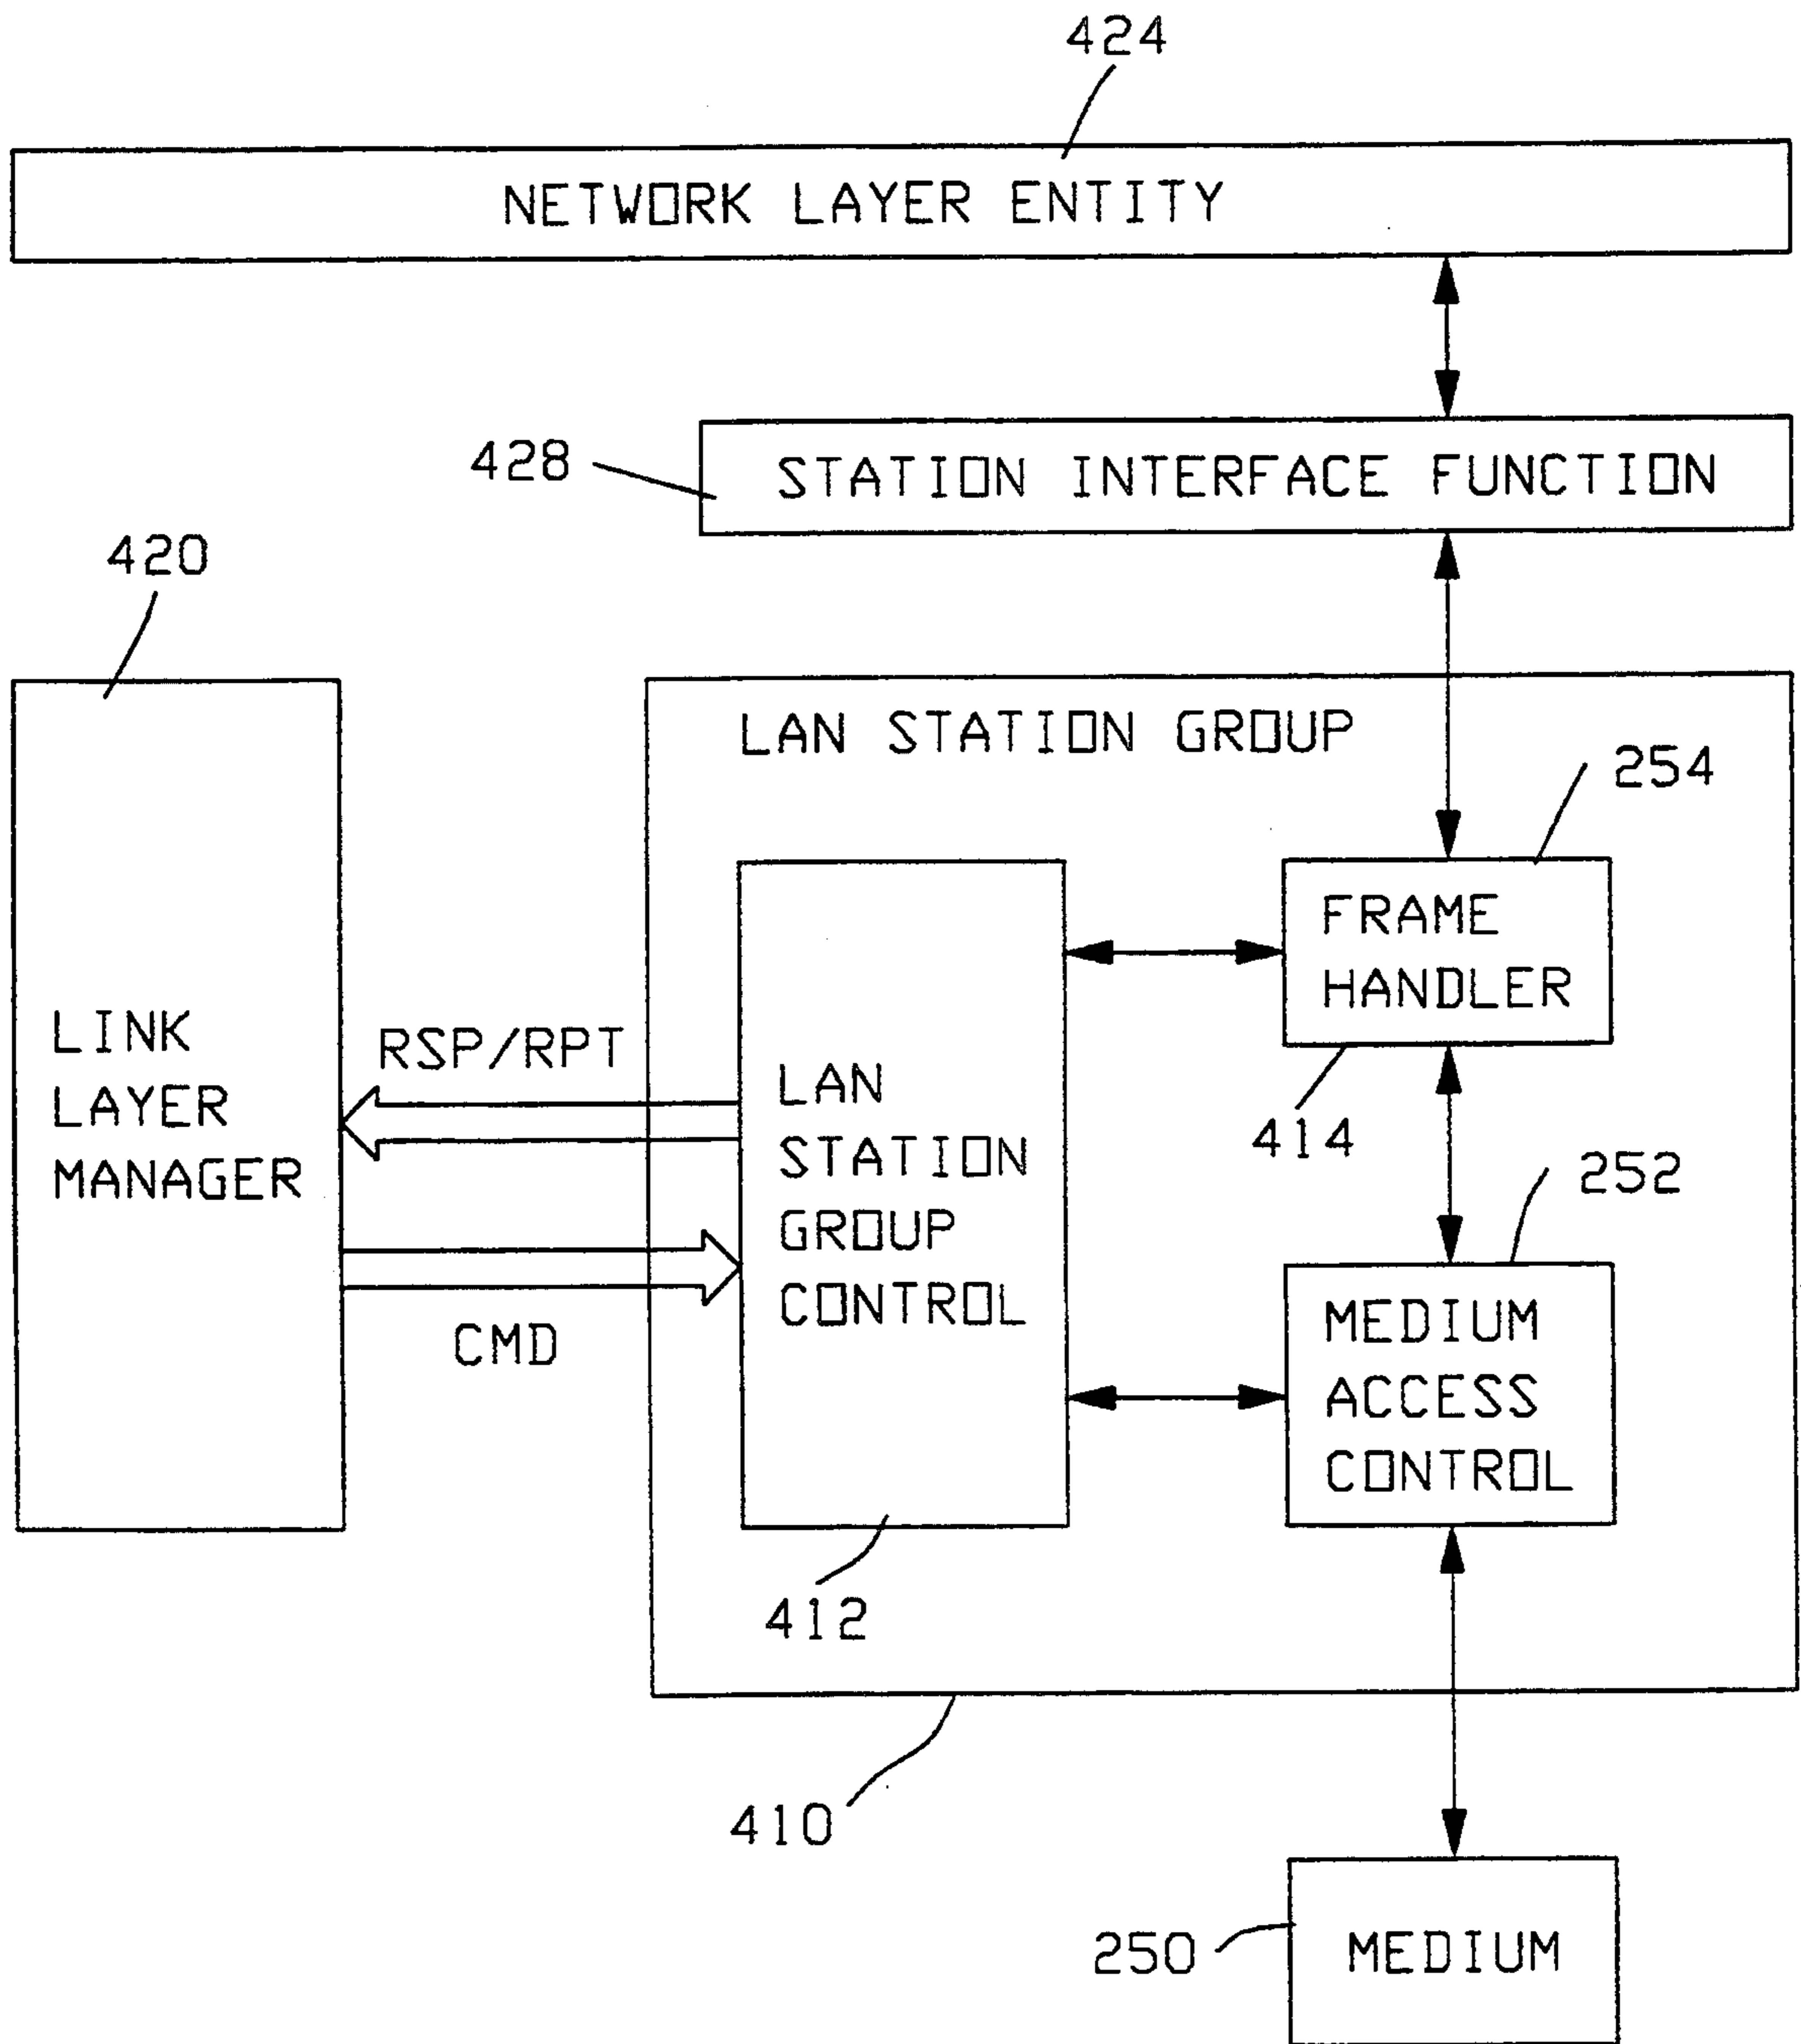 424
NETWORK LAYER ENTITY
428
STATION INTERFACE FUNCTION
420
LAN STATION GROUP
254
FRAME
HANDLER
414
LINK
LAYER
MANAGER
RSP/RPT
CMD
LAN
STATION
GROUP
CONTROL
252
MEDIUM
ACCESS
CONTROL
412
410
250
MEDIUM